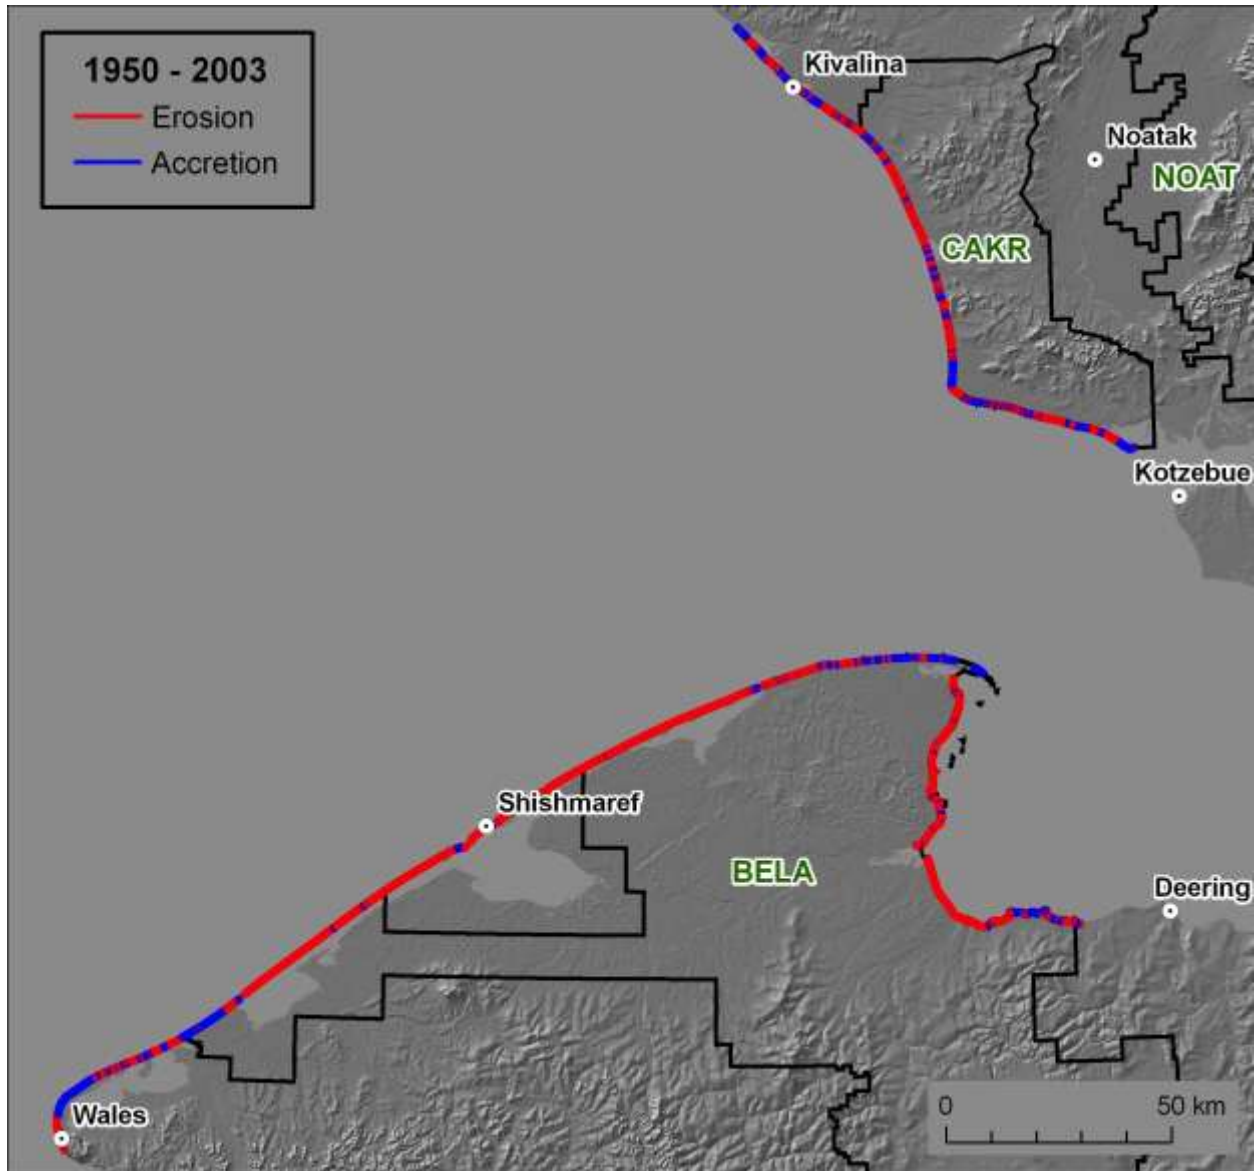 1950 - 2003
Erosion
Accretion
Kivalina
Noatak
NOAT
CAKR
Kotzebue
Shishmaref
BELA
Deering
Wales
0 50 km